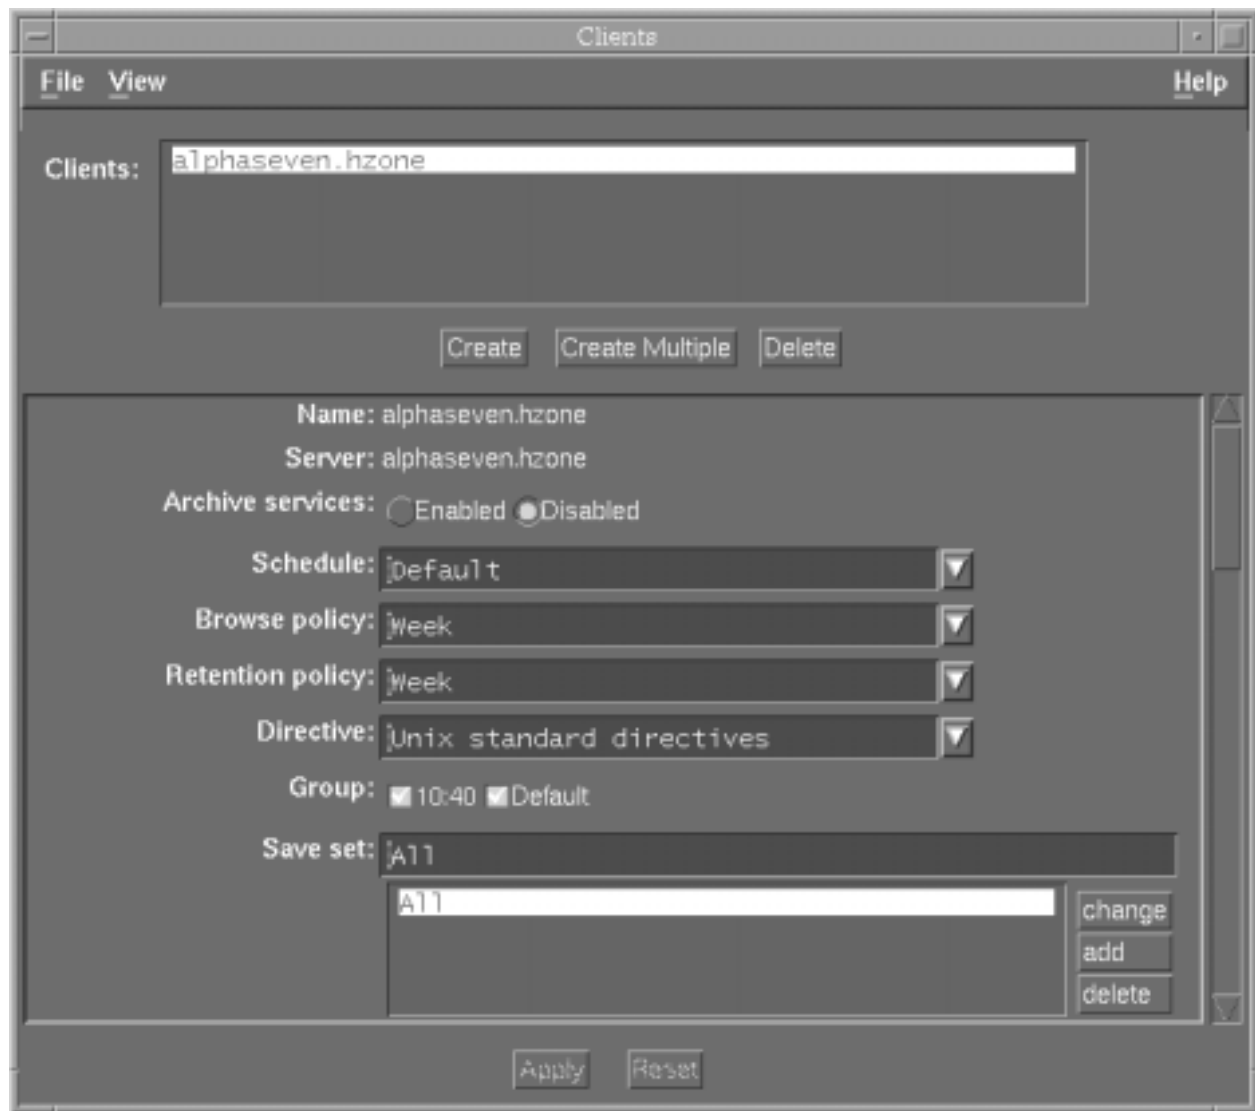 Clients
File View Help
Clients: alphaseven.hzone
Create Create Multiple Delete
Name: alphaseven.hzone
Server: alphaseven.hzone
Archive services: Enabled Disabled
Schedule: Default
Browse policy: Week
Retention policy: Week
Directive: Unix standard directives
Group: 10:40 Default
Save set: All
All change
add
delete
Apply Reset